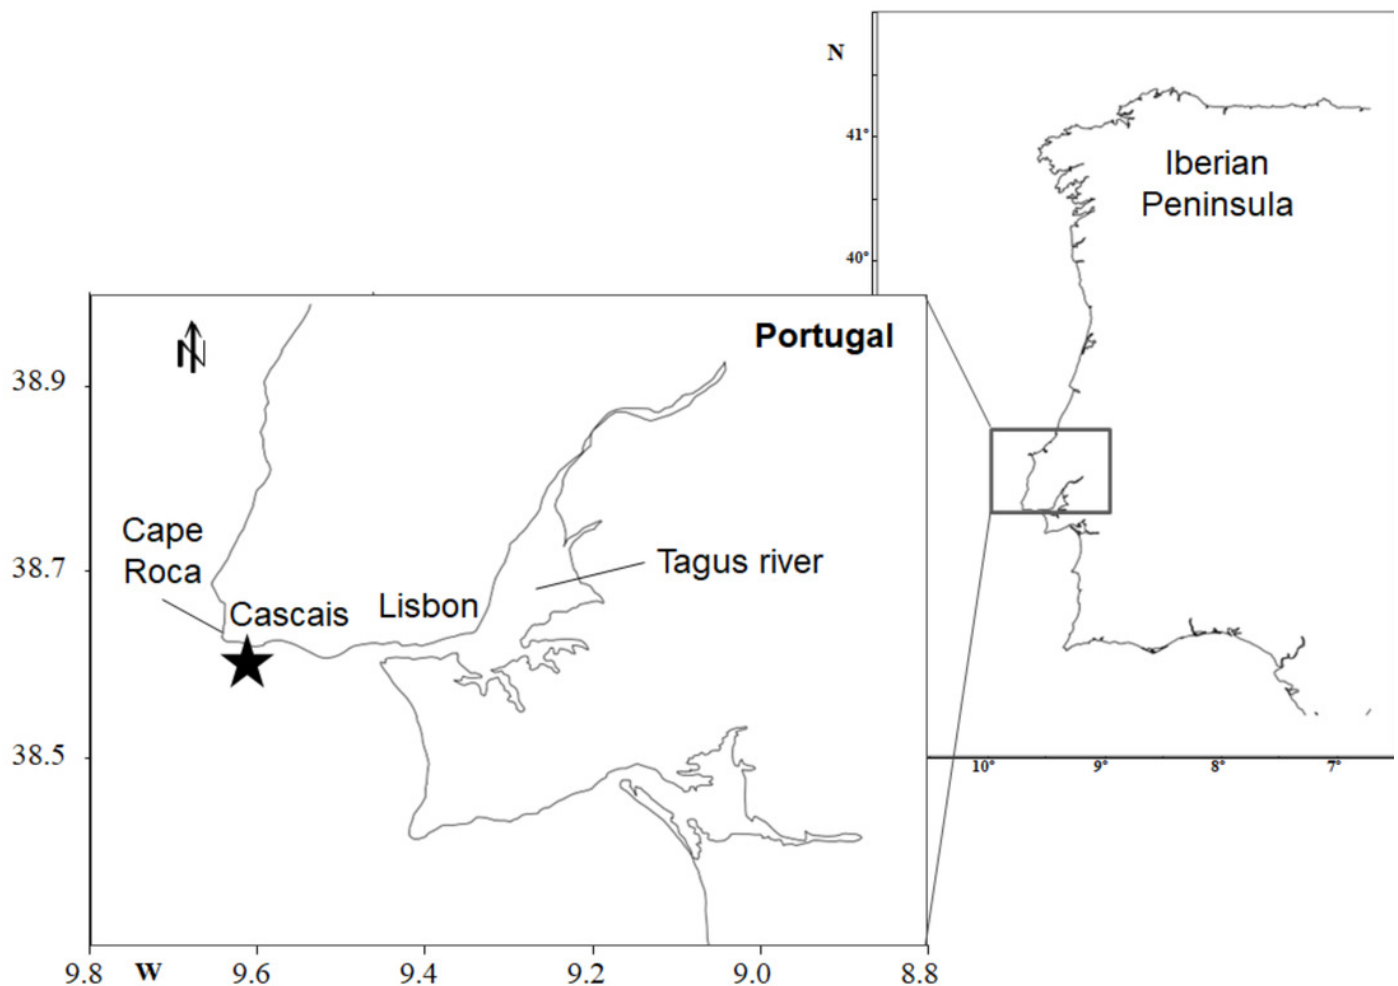 N
41°
Iberian
Peninsula
40°
N
Portugal
38.9
Cape
Roca
38.7
Tagus river
Cascais
Lisbon
38.5
10°
9°
8°
7°
9.8
W
9.6
9.4
9.2
9.0
8.8